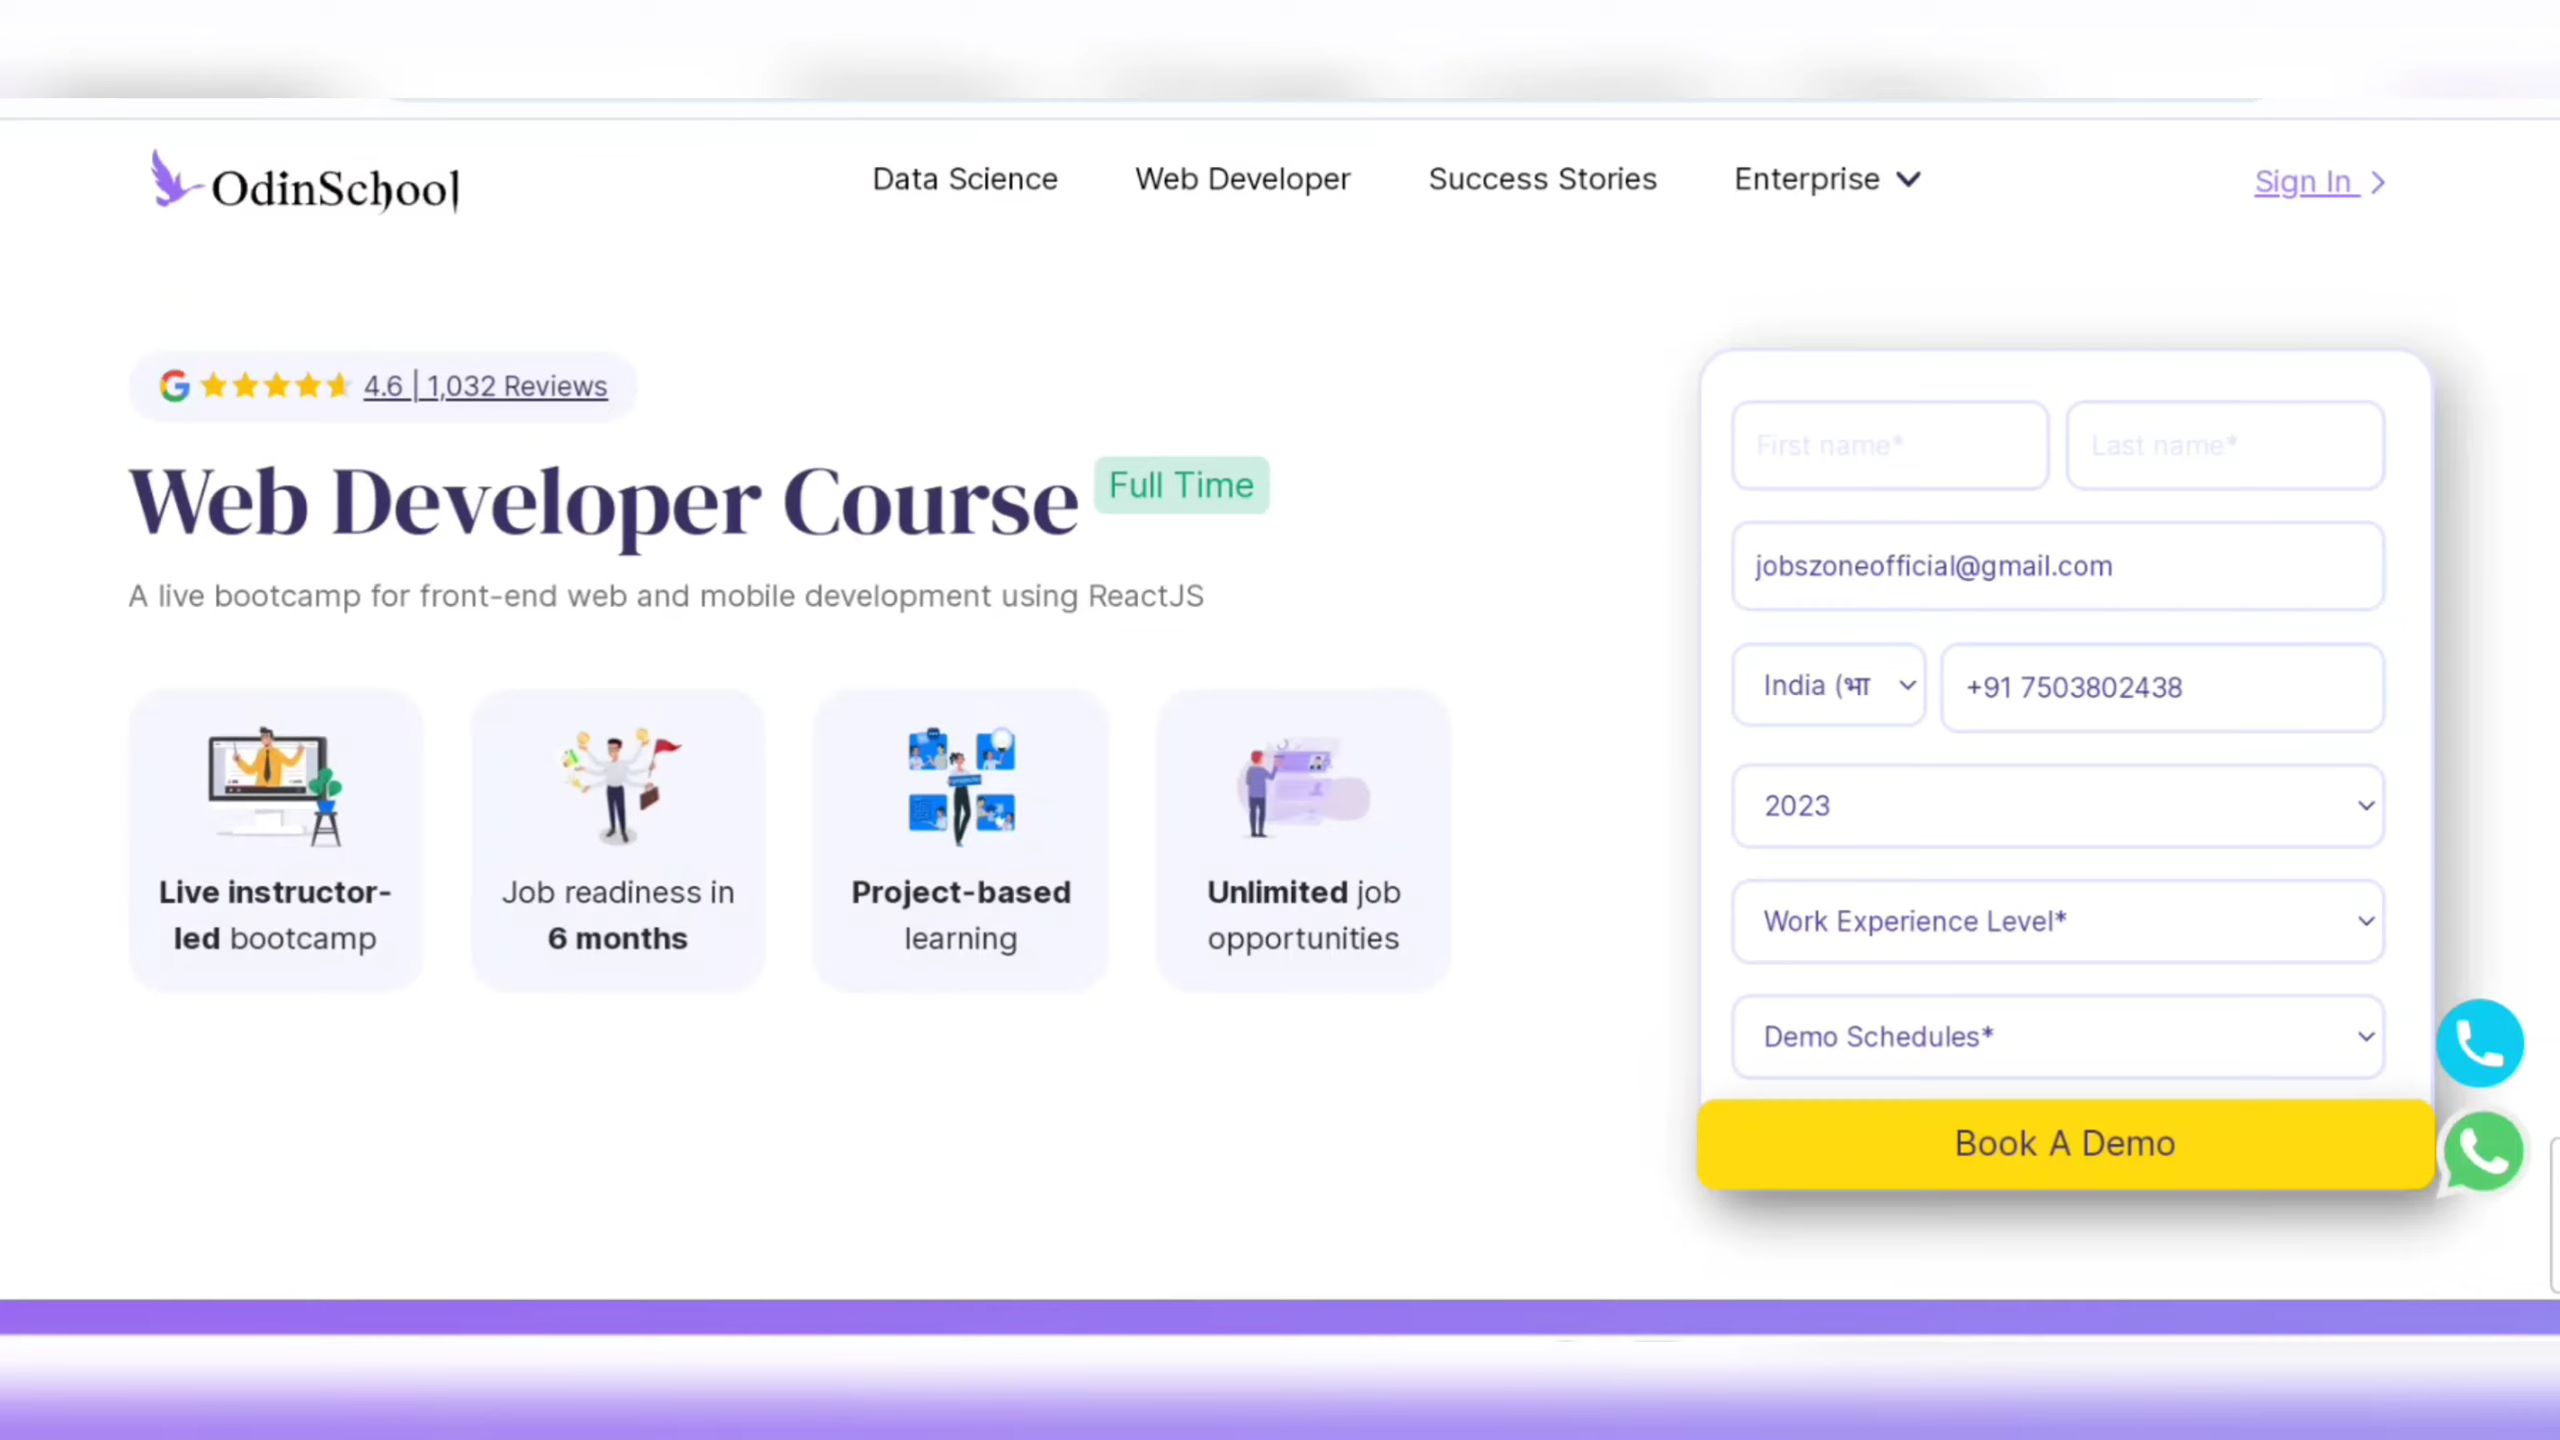 OdinSchool
Data Science
Web Developer
Success Stories
Enterprise
Sign In
4.6 | 1,032 Reviews
Web Developer Course
Full Time
A live bootcamp for front-end web and mobile development using ReactJS
Live instructor-
led bootcamp
Job readiness in
6 months
Project-based
learning
Unlimited job
opportunities
First name*
Last name*
jobszoneofficial@gmail.com
India (भा
+91 7503802438
2023
Work Experience Level*
Demo Schedules*
Book A Demo